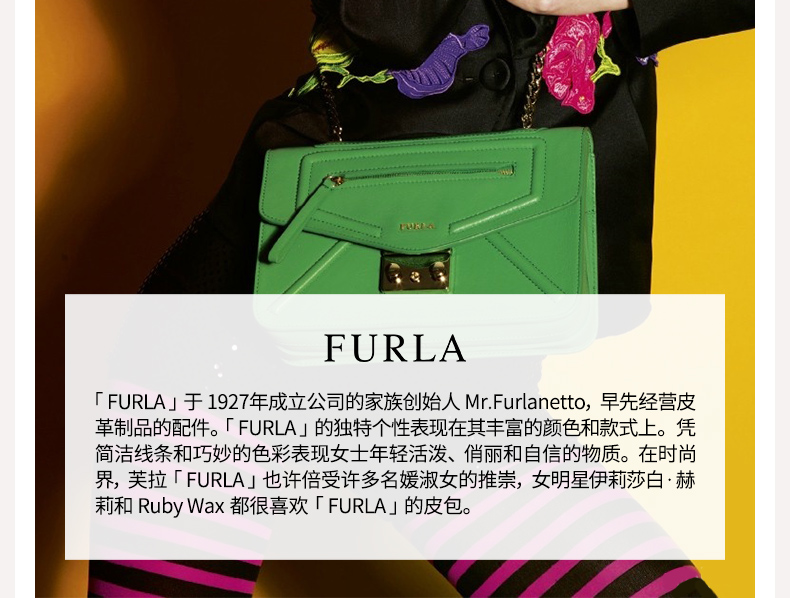 FURLA
FURLA
「FURLA」于 1927年成立公司的家族创始人 Mr.Furlanetto, 早先经营皮
革制品的配件。「FURLA」的独特个性表现在其丰富的颜色和款式上。凭
简洁线条和巧妙的色彩表现女士年轻活泼、俏丽和自信的物质。在时尚
界, 芙拉「FURLA」也许倍受许多名媛淑女的推崇, 女明星伊莉莎白·赫
莉和 Ruby Wax 都很喜欢「FURLA」的皮包。